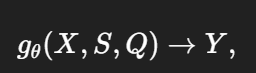 g_θ(X, S, Q) → Y,